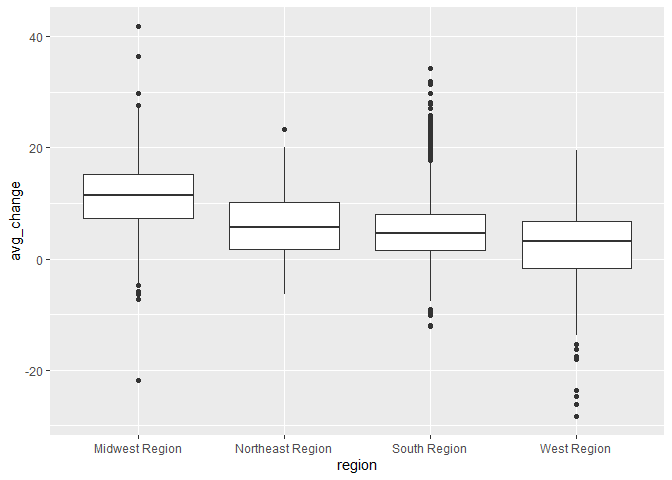 40
20
0
-20
avg_change
Midwest Region
Northeast Region
South Region
West Region
region